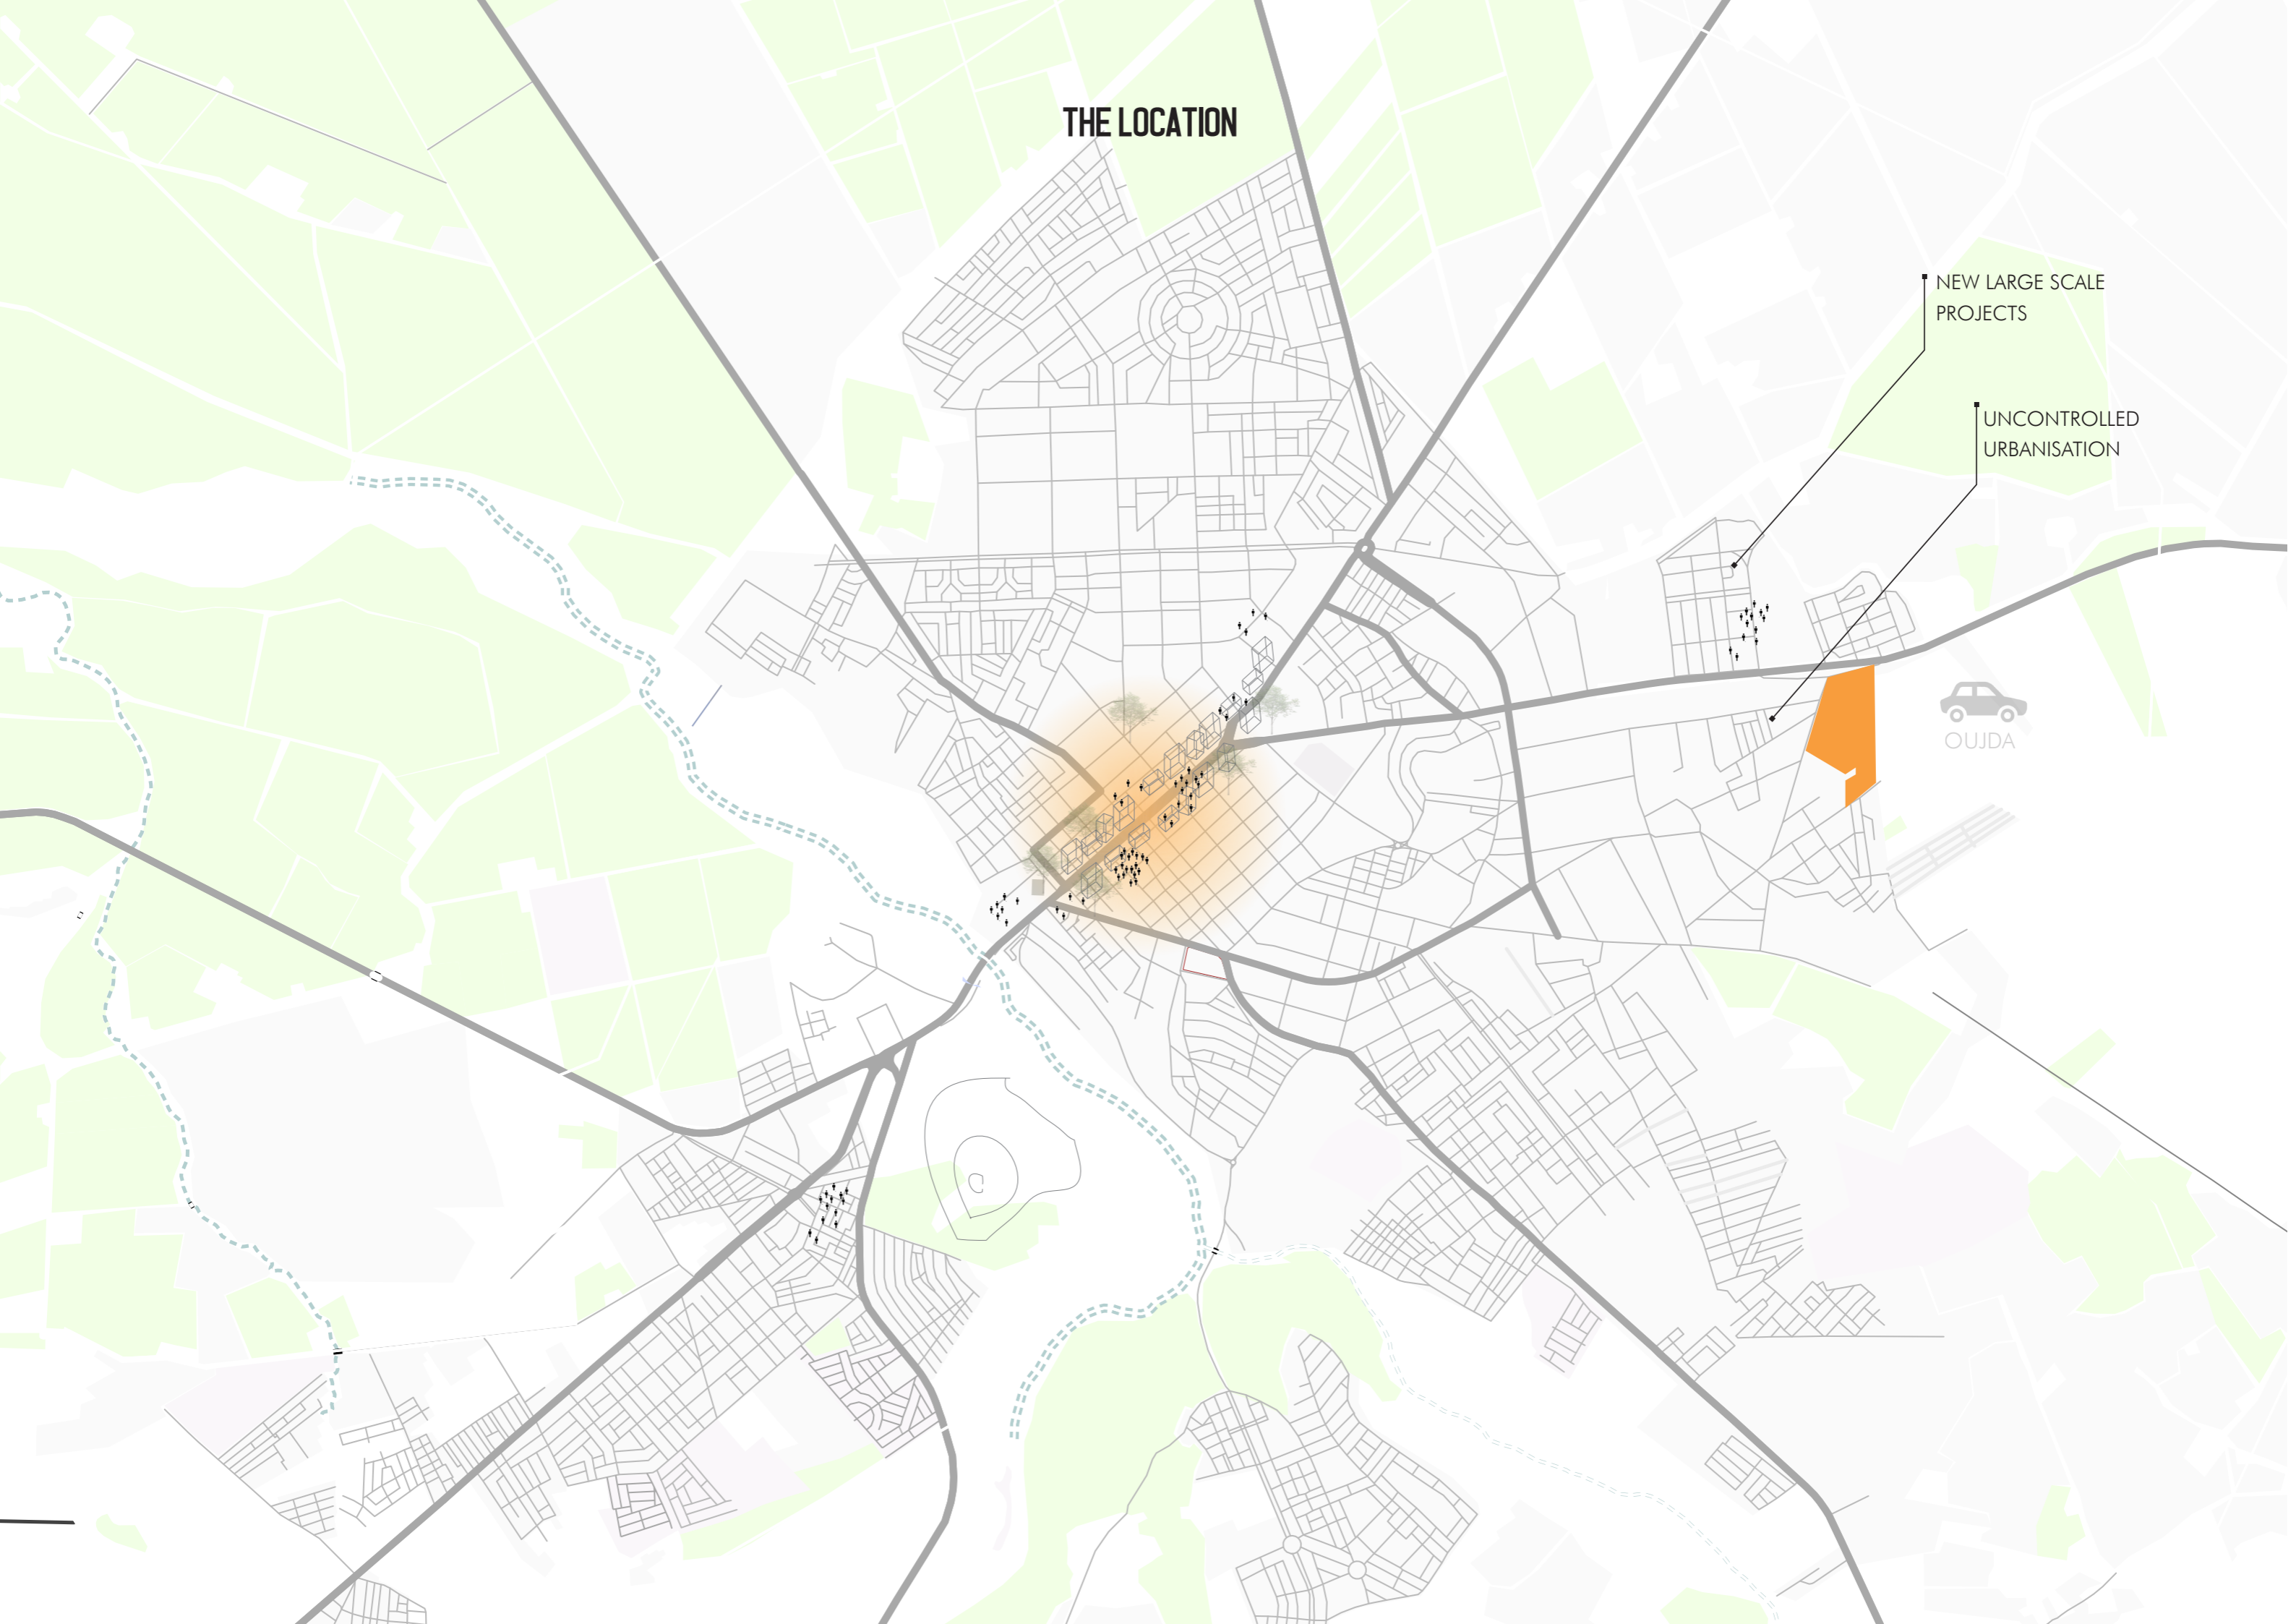 THE LOCATION
NEW LARGE SCALE
PROJECTS
UNCONTROLLED
URBANISATION
OUJDA